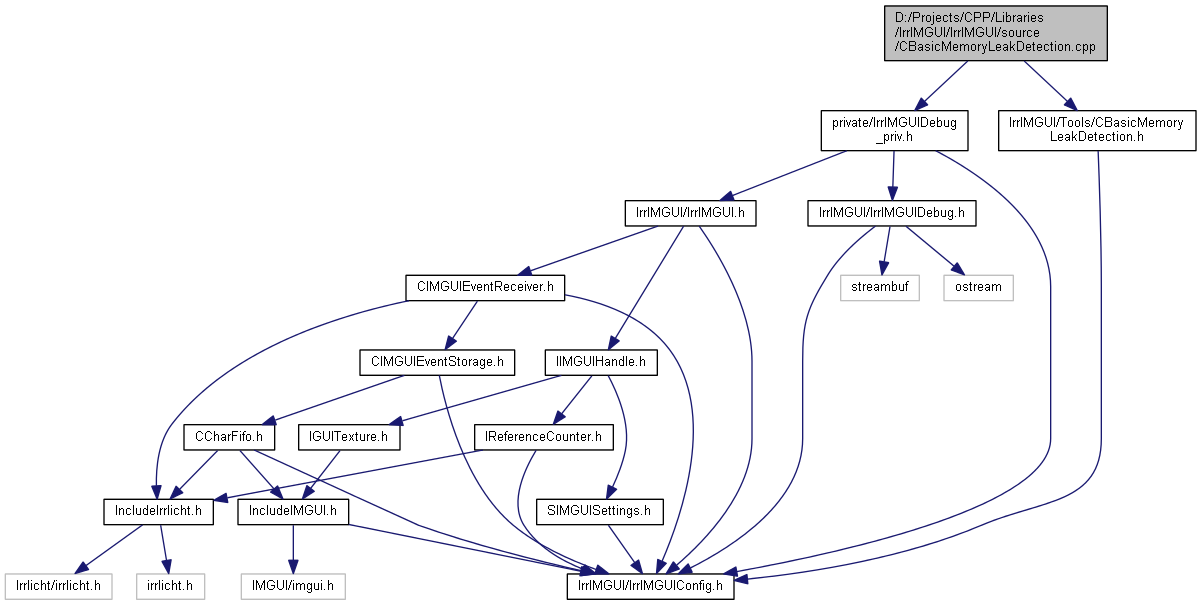 D:/Projects/CPP/Libraries
/IrrIMGUI/IrrIMGUI/source
/CBasicMemoryLeakDetection.cpp
private/IrrIMGUIDebug
_priv.h
IrrIMGUI/Tools/CBasicMemory
LeakDetection.h
IrrIMGUI/IrrIMGUI.h
IrrIMGUI/IrrIMGUIDebug.h
CIMGUIEventReceiver.h
streambuf
ostream
CIMGUIEventStorage.h
IIMGUIHandle.h
CCharFifo.h
IGUITexture.h
IReferenceCounter.h
IncludeIrrlicht.h
IncludeIMGUI.h
SIMGUISettings.h
Irrlicht/irrlicht.h
irrlicht.h
IMGUI/imgui.h
IrrIMGUI/IrrIMGUIConfig.h